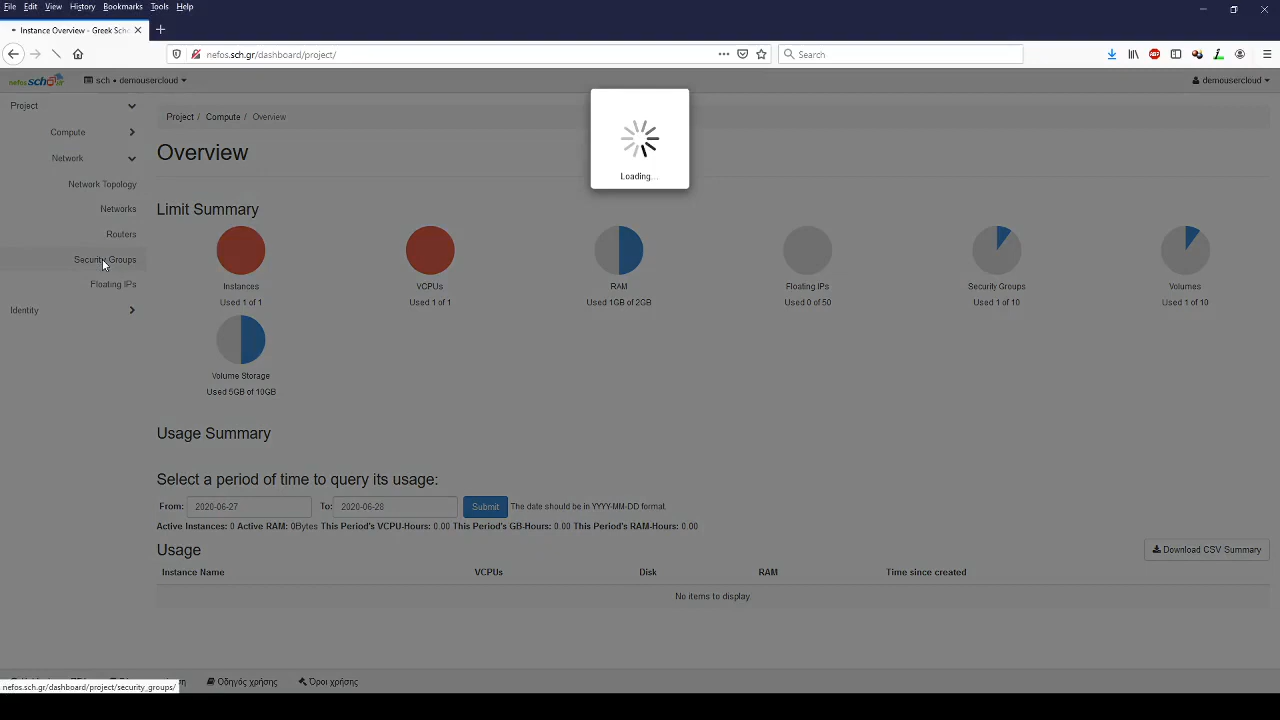 File Edit View History Bookmarks Tools Help
Instance Overview - Greek Scho
nefos.sch.gr/dashboard/project/
Search
nefos sch gr
sch • demousercloud
demousercloud
Project
Compute
Network
Network Topology
Networks
Routers
Security Groups
Floating IPs
Identity
Project / Compute / Overview
Overview
Loading...
Limit Summary
Instances
Used 1 of 1
VCPUs
Used 1 of 1
RAM
Used 1GB of 2GB
Floating IPs
Used 0 of 50
Security Groups
Used 1 of 10
Volumes
Used 1 of 10
Volume Storage
Used 5GB of 10GB
Usage Summary
Select a period of time to query its usage:
From: 2020-06-27 To: 2020-06-28 Submit The date should be in YYYY-MM-DD format.
Active Instances: 0 Active RAM: 0Bytes This Period's VCPU-Hours: 0.00 This Period's GB-Hours: 0.00 This Period's RAM-Hours: 0.00
Usage
Download CSV Summary
Instance Name VCPUs Disk RAM Time since created
No items to display.
Οδηγός χρήσης Όροι χρήσης
nefos.sch.gr/dashboard/project/security_groups/